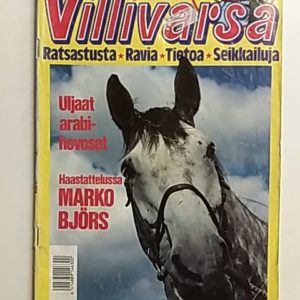 Villivarsa
Ratsastusta ★ Ravia ★ Tietoa ★ Seikkailuja
Uljaat
arabi-
hevoset
Haastattelussa
MARKO
BJÖRS